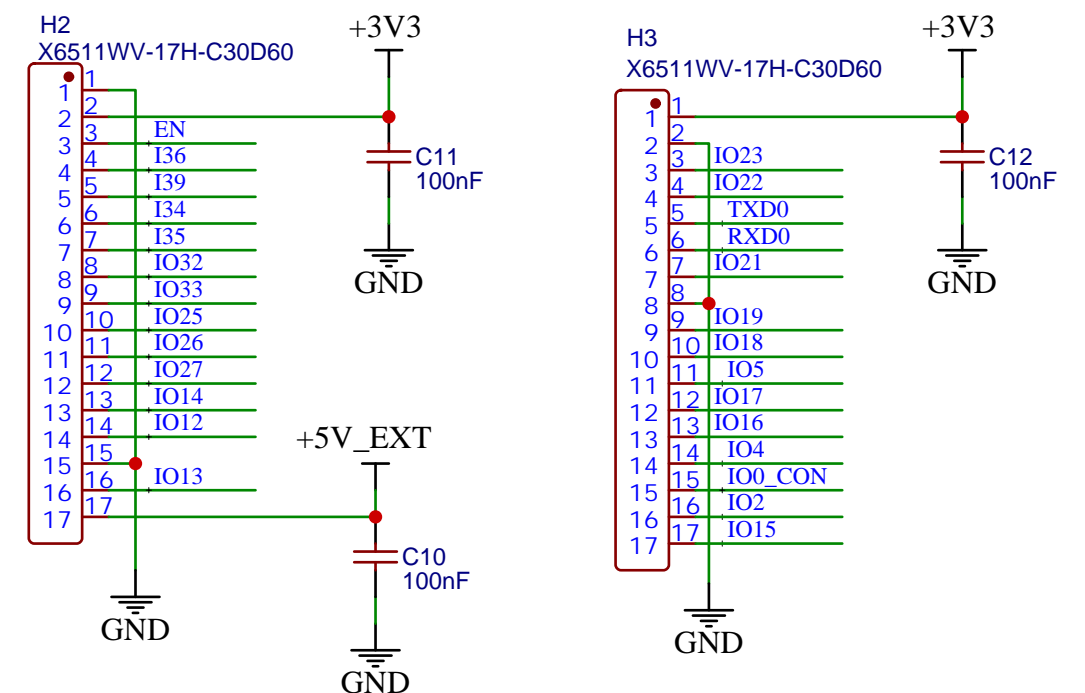 H2
X6511WV-17H-C30D60
1 1
2 2
3 3 EN
4 4 I36
5 5 I39
6 6 I34
7 7 I35
8 8 IO32
9 9 IO33
10 10 IO25
11 11 IO26
12 12 IO27
13 13 IO14
14 14 IO12
15 15
16 16 IO13
17 17
GND
+3V3
C11
100nF
GND
+5V_EXT
C10
100nF
GND
H3
X6511WV-17H-C30D60
1 1
2 2
3 3 IO23
4 4 IO22
5 5 TXD0
6 6 RXD0
7 7 IO21
8 8
9 9 IO19
10 10 IO18
11 11 IO5
12 12 IO17
13 13 IO16
14 14 IO4
15 15 IO0_CON
16 16 IO2
17 17 IO15
GND
+3V3
C12
100nF
GND